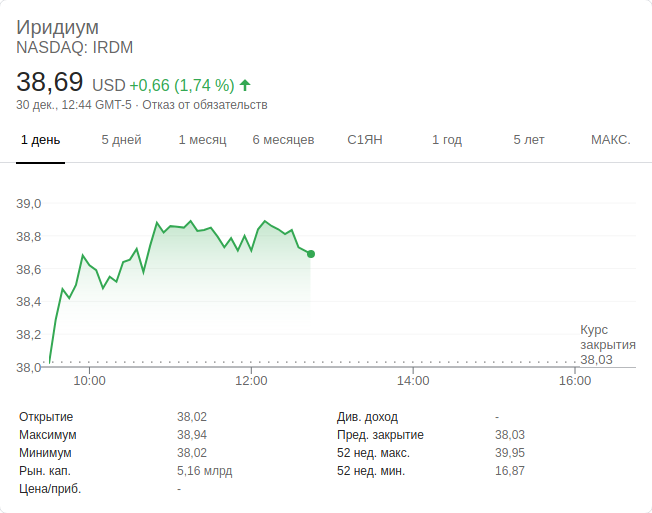 Иридиум
NASDAQ: IRDM
38,69 USD +0,66 (1,74 %)
30 дек., 12:44 GMT-5 · Отказ от обязательств
1 день 5 дней 1 месяц 6 месяцев С1ЯН 1 год 5 лет МАКС.
39,0
38,8
38,6
38,4
38,2
Курс
закрытия
38,03
38,0
10:00 12:00 14:00 16:00
Открытие 38,02 Див. доход -
Максимум 38,94 Пред. закрытие 38,03
Минимум 38,02 52 нед. макс. 39,95
Рын. кап. 5,16 млрд 52 нед. мин. 16,87
Цена/приб. -